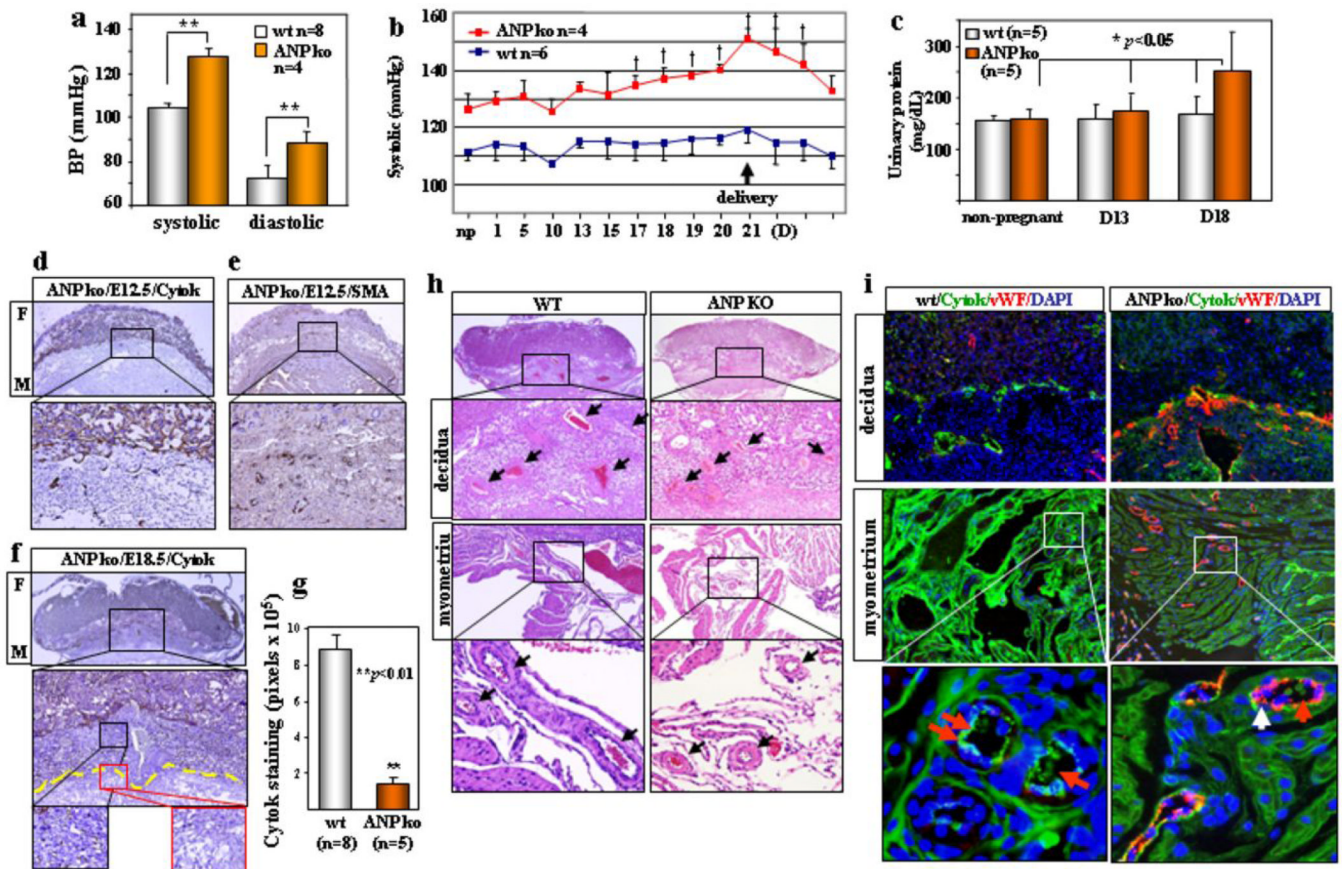 a
wt n=8
ANPko
n=4
**
**
BP (mmHg)
140
120
100
80
60
systolic
diastolic
b
ANPko n=4
wt n=6
Systolic (mmHg)
160
140
120
100
† † † † † † †
delivery
np 1 5 10 13 15 17 18 19 20 21 (D)
c
wt (n=5)
ANPko
(n=5)
* p<0.05
Urinary protein
(mg/dL)
300
250
200
150
non-pregnant
D13
D18
d
ANPko/E12.5/Cytok
F
M
e
ANPko/E12.5/SMA
f
ANPko/E18.5/Cytok
F
M
g
Cytok staining (pixels x 10⁵)
10
8
6
4
2
**p<0.01
**
wt
(n=8)
ANPko
(n=5)
h
WT
ANP KO
decidua
myometriu
i
wt/Cytok/vWF/DAPI
ANPko/Cytok/vWF/DAPI
decidua
myometrium